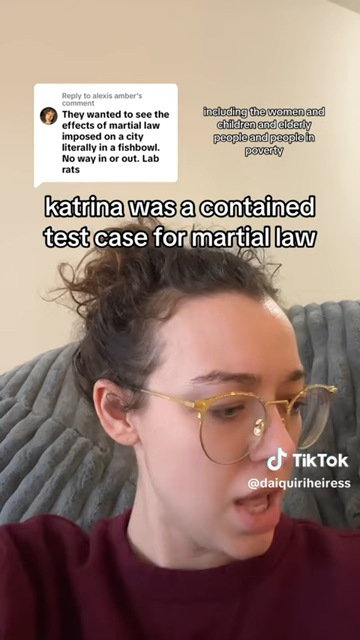 Reply to alexis amber's
comment
They wanted to see the
effects of martial law
imposed on a city
literally in a fishbowl.
No way in or out. Lab
rats
including the women and
children and elderly
people and people in
poverty
katrina was a contained
test case for martial law
TikTok
@daiquiriheiress